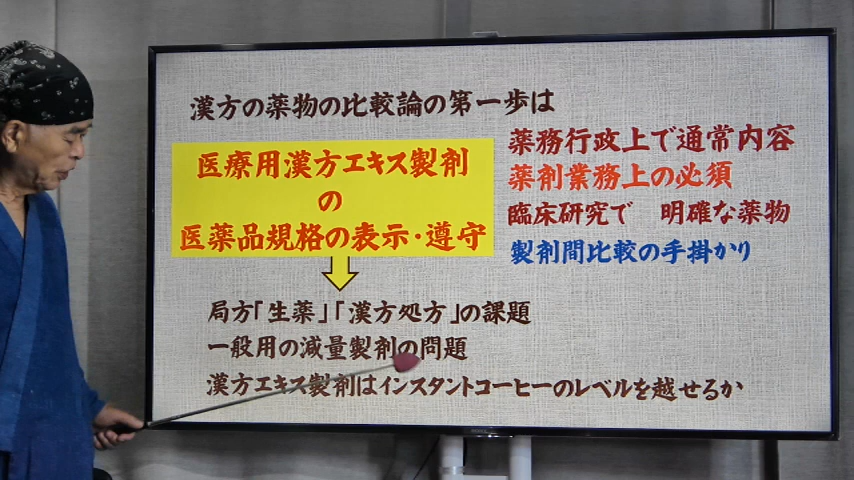 漢方の薬物の比較論の第一歩は
医療用漢方エキス製剤
の
医薬品規格の表示・遵守
薬務行政上で通常内容
薬剤業務上の必須
臨床研究で　明確な薬物
製剤間比較の手掛かり
局方「生薬」「漢方処方」の課題
一般用の減量製剤の問題
漢方エキス製剤はインスタントコーヒーのレベルを越せるか